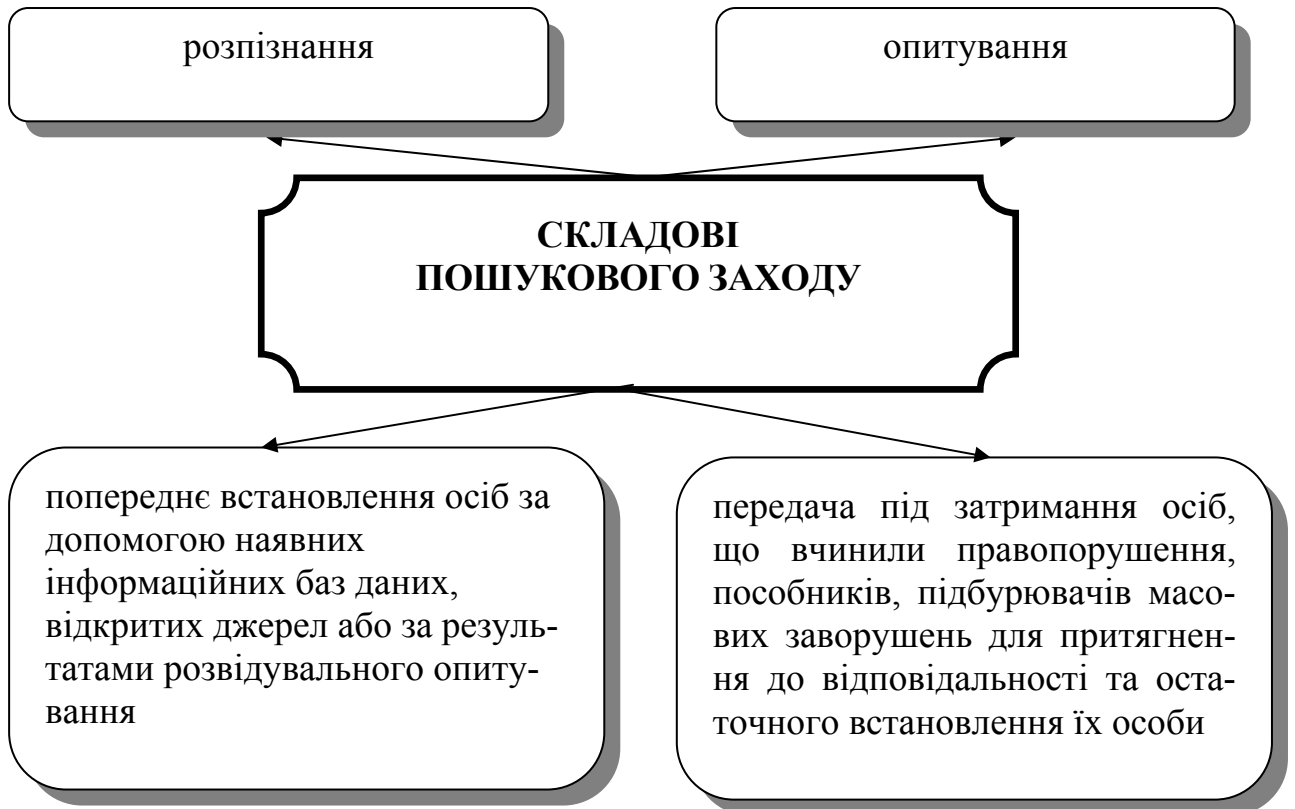 розпізнання
опитування
СКЛАДОВІ
ПОШУКОВОГО ЗАХОДУ
попереднє встановлення осіб за
допомогою наявних
інформаційних баз даних,
відкритих джерел або за резуль-
татами розвідувального опиту-
вання
передача під затримання осіб,
що вчинили правопорушення,
пособників, підбурювачів масо-
вих заворушень для притягнен-
ня до відповідальності та оста-
точного встановлення їх особи